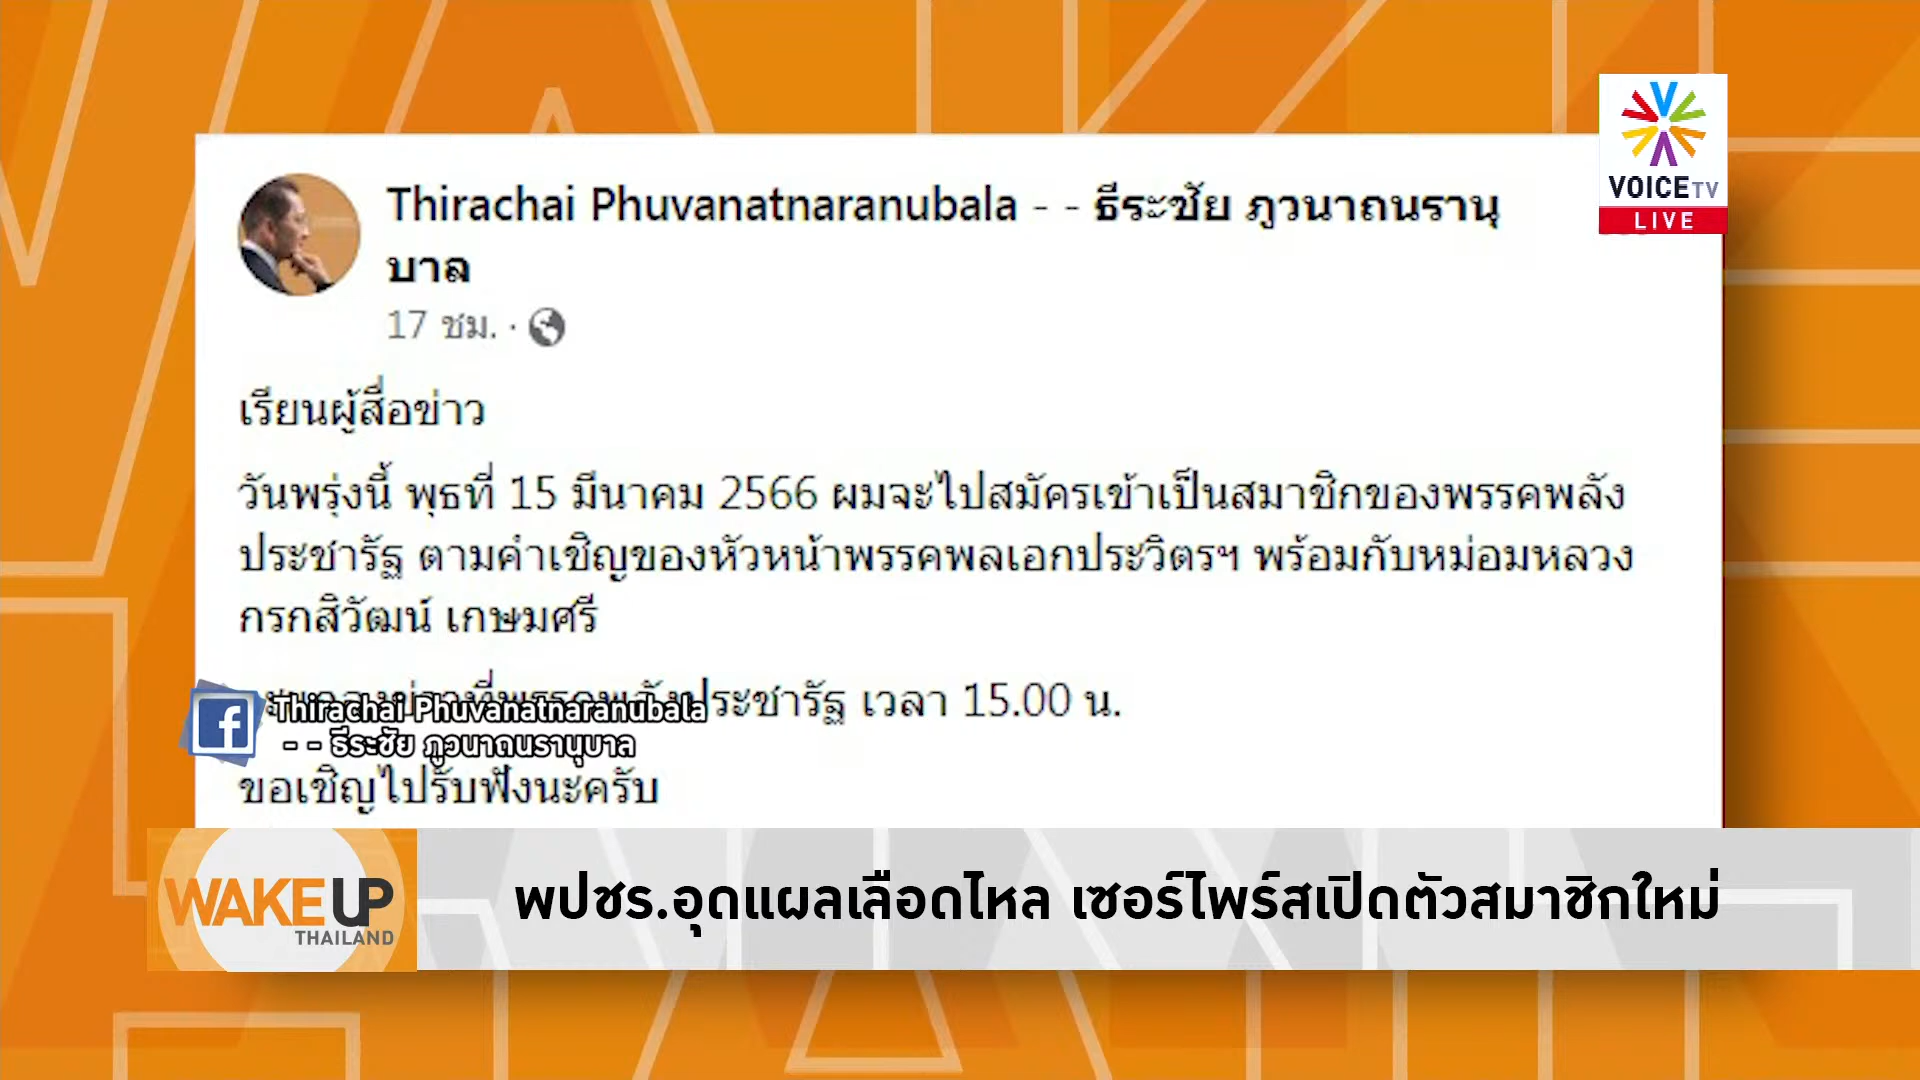 VOICE TV
LIVE
Thirachai Phuvanatnaranubala - - ธีระชัย ภูวนาถนรานุ
บาล
17 ชม. ·
เรียนผู้สื่อข่าว
วันพรุ่งนี้ พุธที่ 15 มีนาคม 2566 ผมจะไปสมัครเข้าเป็นสมาชิกของพรรคพลัง
ประชารัฐ ตามคำเชิญของหัวหน้าพรรคพลเอกประวิตรฯ พร้อมกับหม่อมหลวง
กรกสิวัฒน์ เกษมศรี
ประชารัฐ เวลา 15.00 น.
Thirachai Phuvanatnaranubala
- - ธีระชัย ภูวนาถนรานุบาล
ขอเชิญไปรับฟังนะครับ
WAKE UP
THAILAND
พปชร.อุดแผลเลือดไหล เซอร์ไพร์สเปิดตัวสมาชิกใหม่